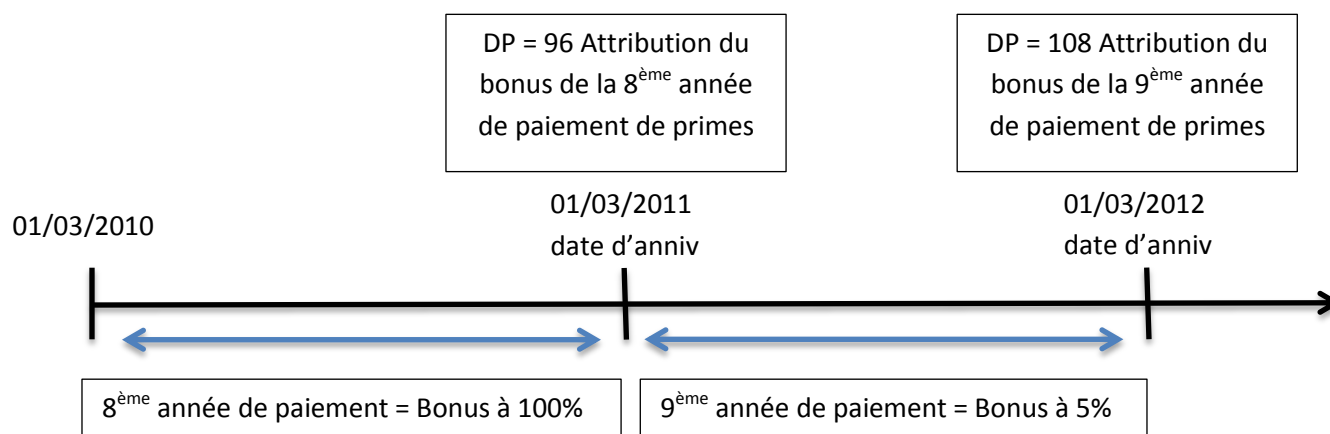 DP = 96 Attribution du
bonus de la 8ème année
de paiement de primes
DP = 108 Attribution du
bonus de la 9ème année
de paiement de primes
01/03/2010
01/03/2011
date d’anniv
01/03/2012
date d’anniv
8ème année de paiement = Bonus à 100%
9ème année de paiement = Bonus à 5%